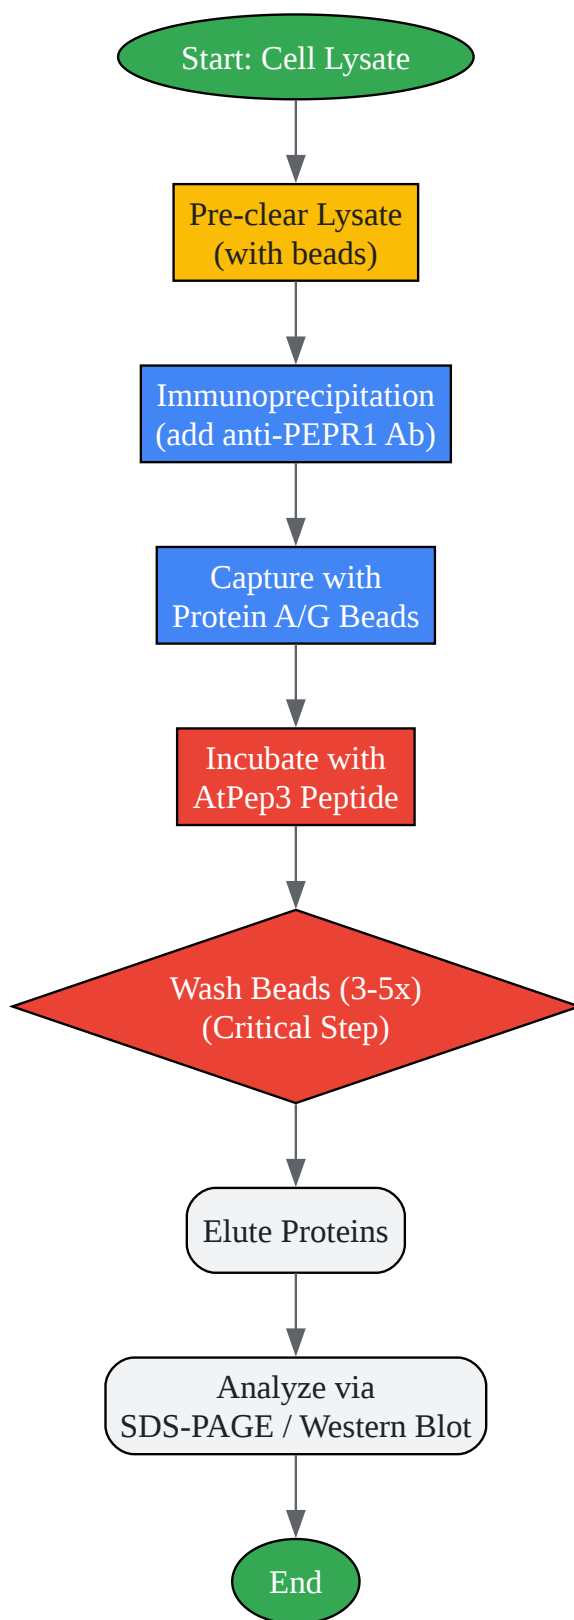 Start: Cell Lysate
Pre-clear Lysate
(with beads)
Immunoprecipitation
(add anti-PEPR1 Ab)
Capture with
Protein A/G Beads
Incubate with
AtPep3 Peptide
Wash Beads (3-5x)
(Critical Step)
Elute Proteins
Analyze via
SDS-PAGE / Western Blot
End